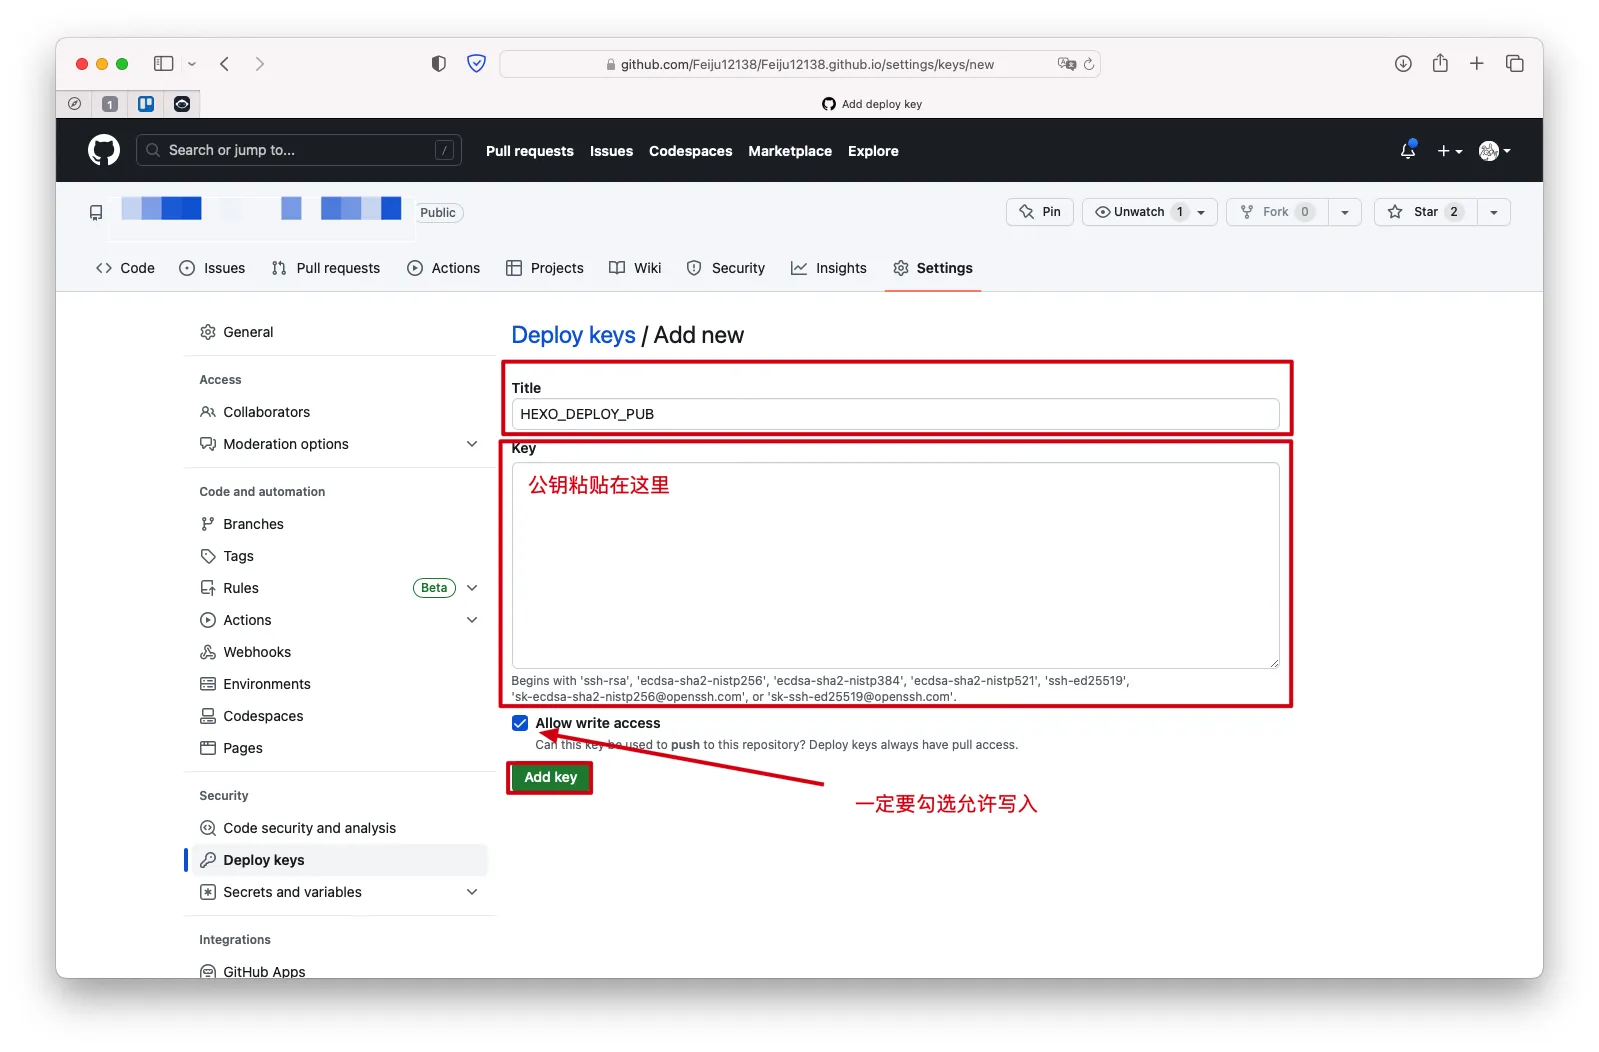 github.com/Feiju12138/Feiju12138.github.io/settings/keys/new
1
Add deploy key
Search or jump to... /
Pull requests Issues Codespaces Marketplace Explore
Public
Pin
Unwatch 1
Fork 0
Star 2
Code Issues Pull requests Actions Projects Wiki Security Insights Settings
General
Access
Collaborators
Moderation options
Code and automation
Branches
Tags
Rules Beta
Actions
Webhooks
Environments
Codespaces
Pages
Security
Code security and analysis
Deploy keys
Secrets and variables
Integrations
GitHub Apps
Deploy keys / Add new
Title
HEXO_DEPLOY_PUB
Key
公钥粘贴在这里
Begins with 'ssh-rsa', 'ecdsa-sha2-nistp256', 'ecdsa-sha2-nistp384', 'ecdsa-sha2-nistp521', 'ssh-ed25519',
'sk-ecdsa-sha2-nistp256@openssh.com', or 'sk-ssh-ed25519@openssh.com'.
Allow write access
Can this key be used to push to this repository? Deploy keys always have pull access.
Add key
一定要勾选允许写入